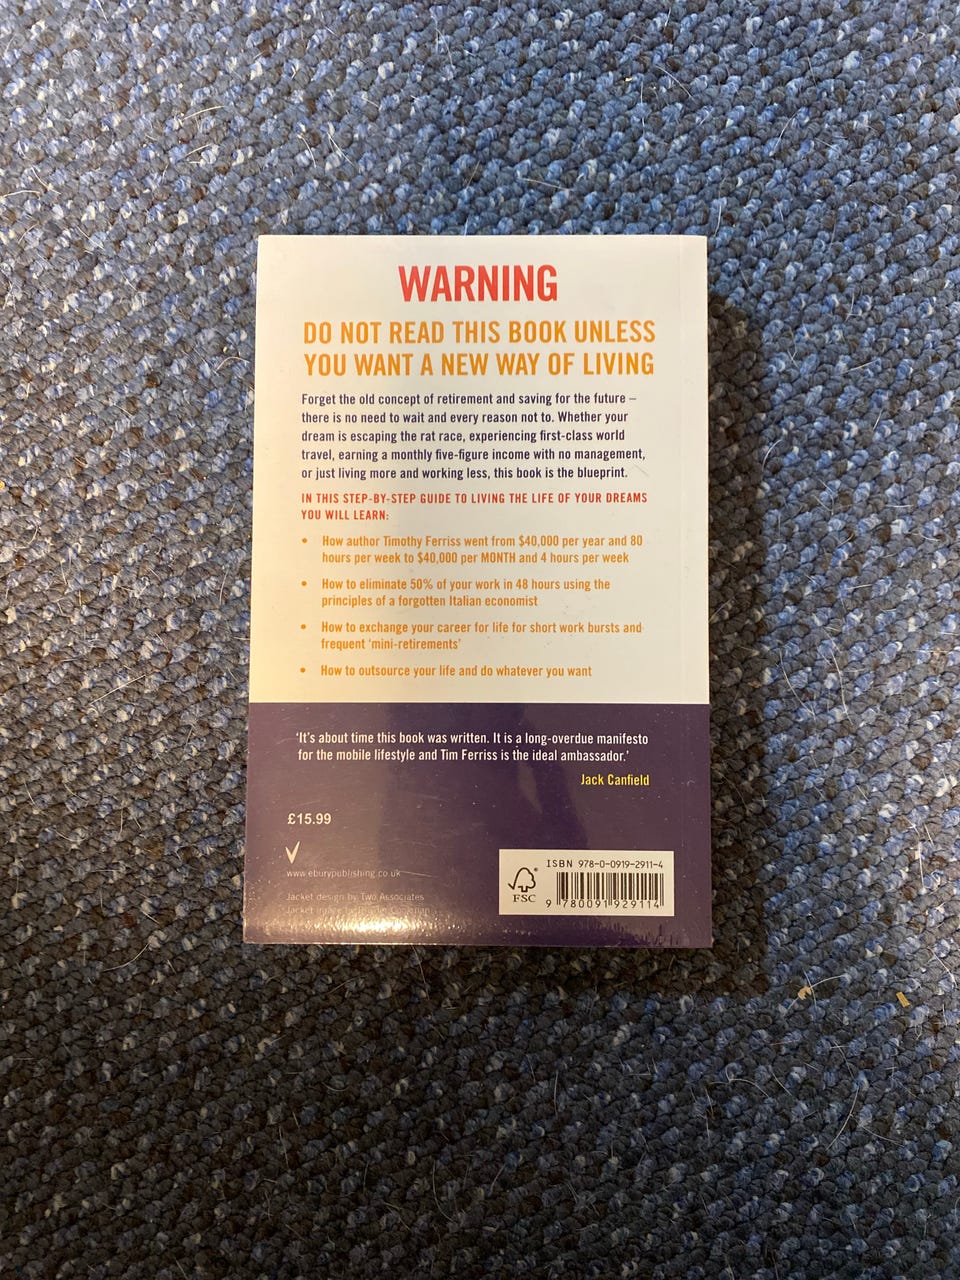 WARNING
DO NOT READ THIS BOOK UNLESS
YOU WANT A NEW WAY OF LIVING
Forget the old concept of retirement and saving for the future –
there is no need to wait and every reason not to. Whether your
dream is escaping the rat race, experiencing first-class world
travel, earning a monthly five-figure income with no management,
or just living more and working less, this book is the blueprint.
IN THIS STEP-BY-STEP GUIDE TO LIVING THE LIFE OF YOUR DREAMS
YOU WILL LEARN:
• How author Timothy Ferriss went from $40,000 per year and 80
hours per week to $40,000 per MONTH and 4 hours per week
• How to eliminate 50% of your work in 48 hours using the
principles of a forgotten Italian economist
• How to exchange your career for life for short work bursts and
frequent ‘mini-retirements’
• How to outsource your life and do whatever you want
‘It’s about time this book was written. It is a long-overdue manifesto
for the mobile lifestyle and Tim Ferriss is the ideal ambassador.’
Jack Canfield
£15.99
www.eburypublishing.co.uk
Jacket design by Two Associates
Jacket image
ISBN 978-0-0919-2911-4
FSC®
9 780091 929114